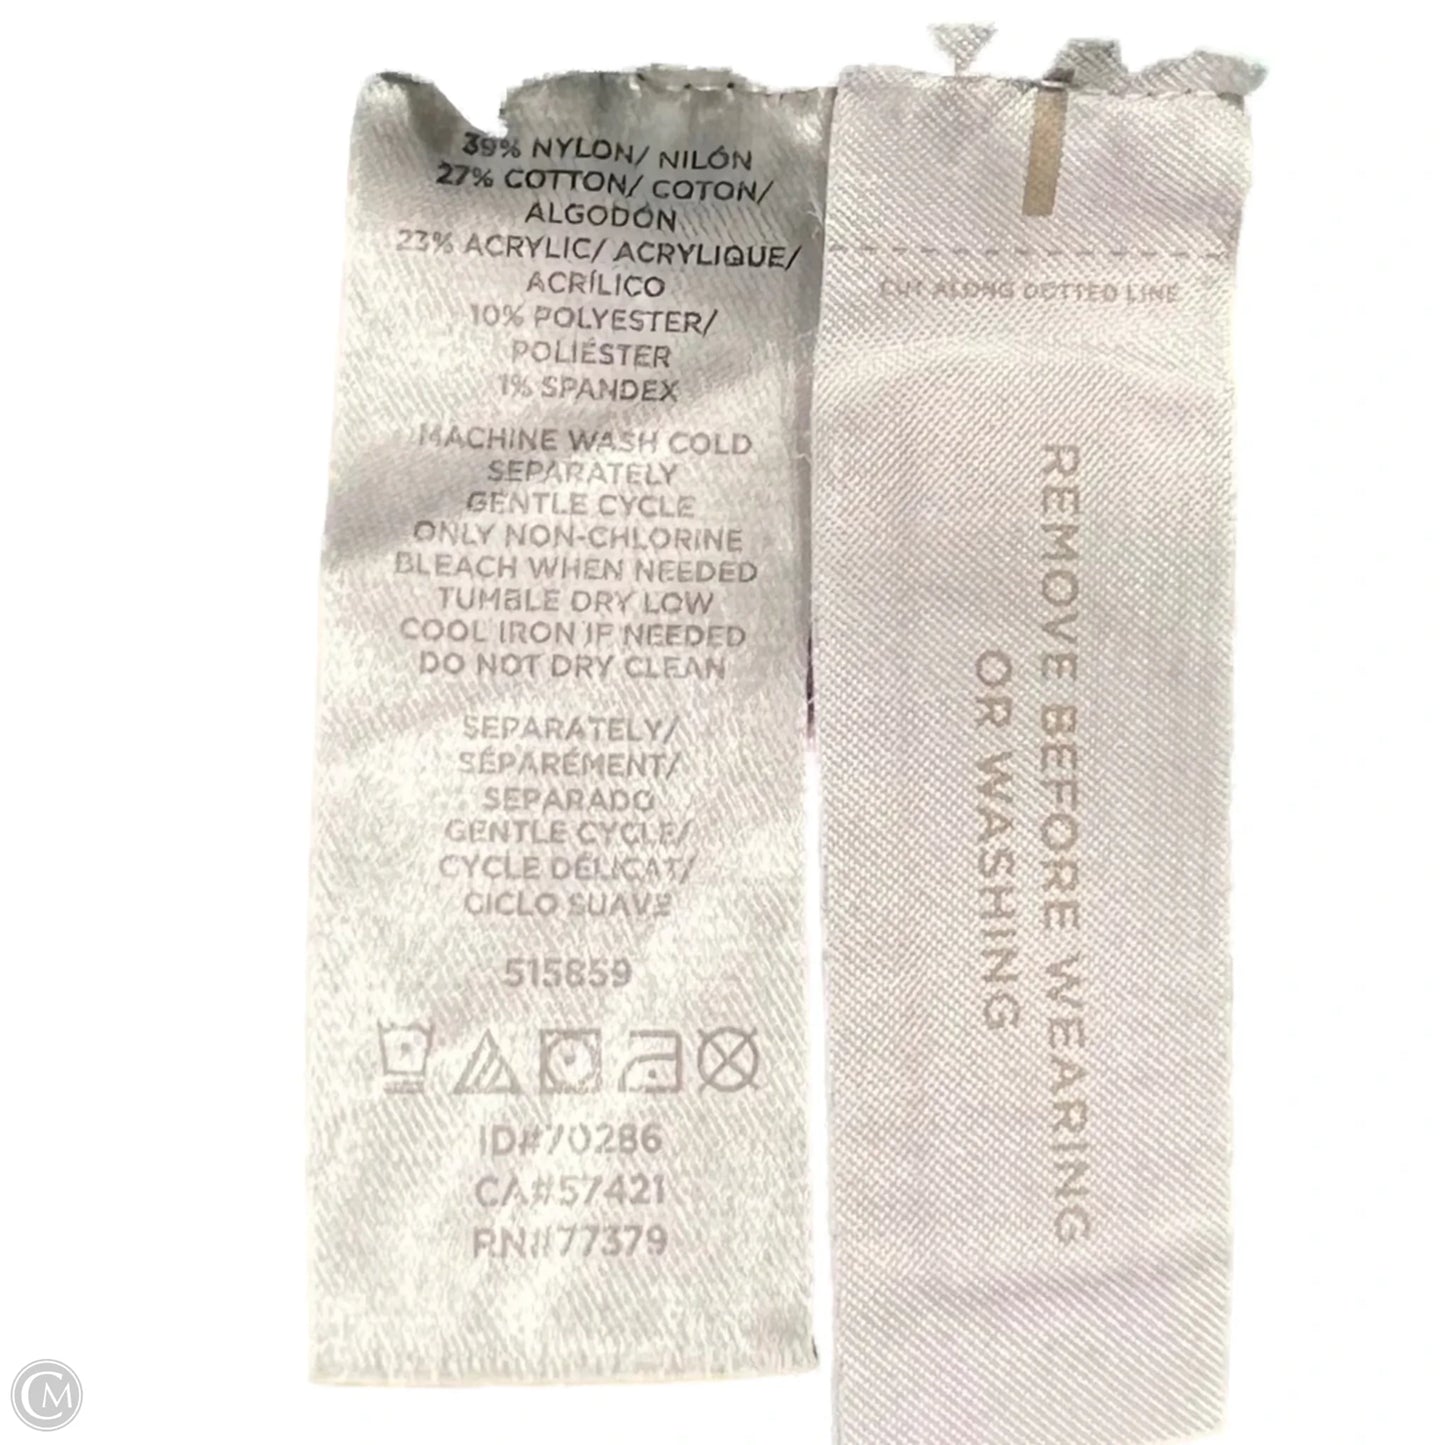 39% NYLON/ NILÓN
27% COTTON/ COTON/
ALGODÓN
23% ACRYLIC/ ACRYLIQUE/
ACRÍLICO
10% POLYESTER/
POLIÉSTER
1% SPANDEX
MACHINE WASH COLD
SEPARATELY
GENTLE CYCLE
ONLY NON-CHLORINE
BLEACH WHEN NEEDED
TUMBLE DRY LOW
COOL IRON IF NEEDED
DO NOT DRY CLEAN
SEPARATELY/
SÉPARÉMENT/
SEPARADO
GENTLE CYCLE/
CYCLE DÉLICAT/
CICLO SUAVE
515859
ID#70286
CA#57421
RN#77379
CUT ALONG DOTTED LINE
REMOVE BEFORE WEARING
OR WASHING
CM